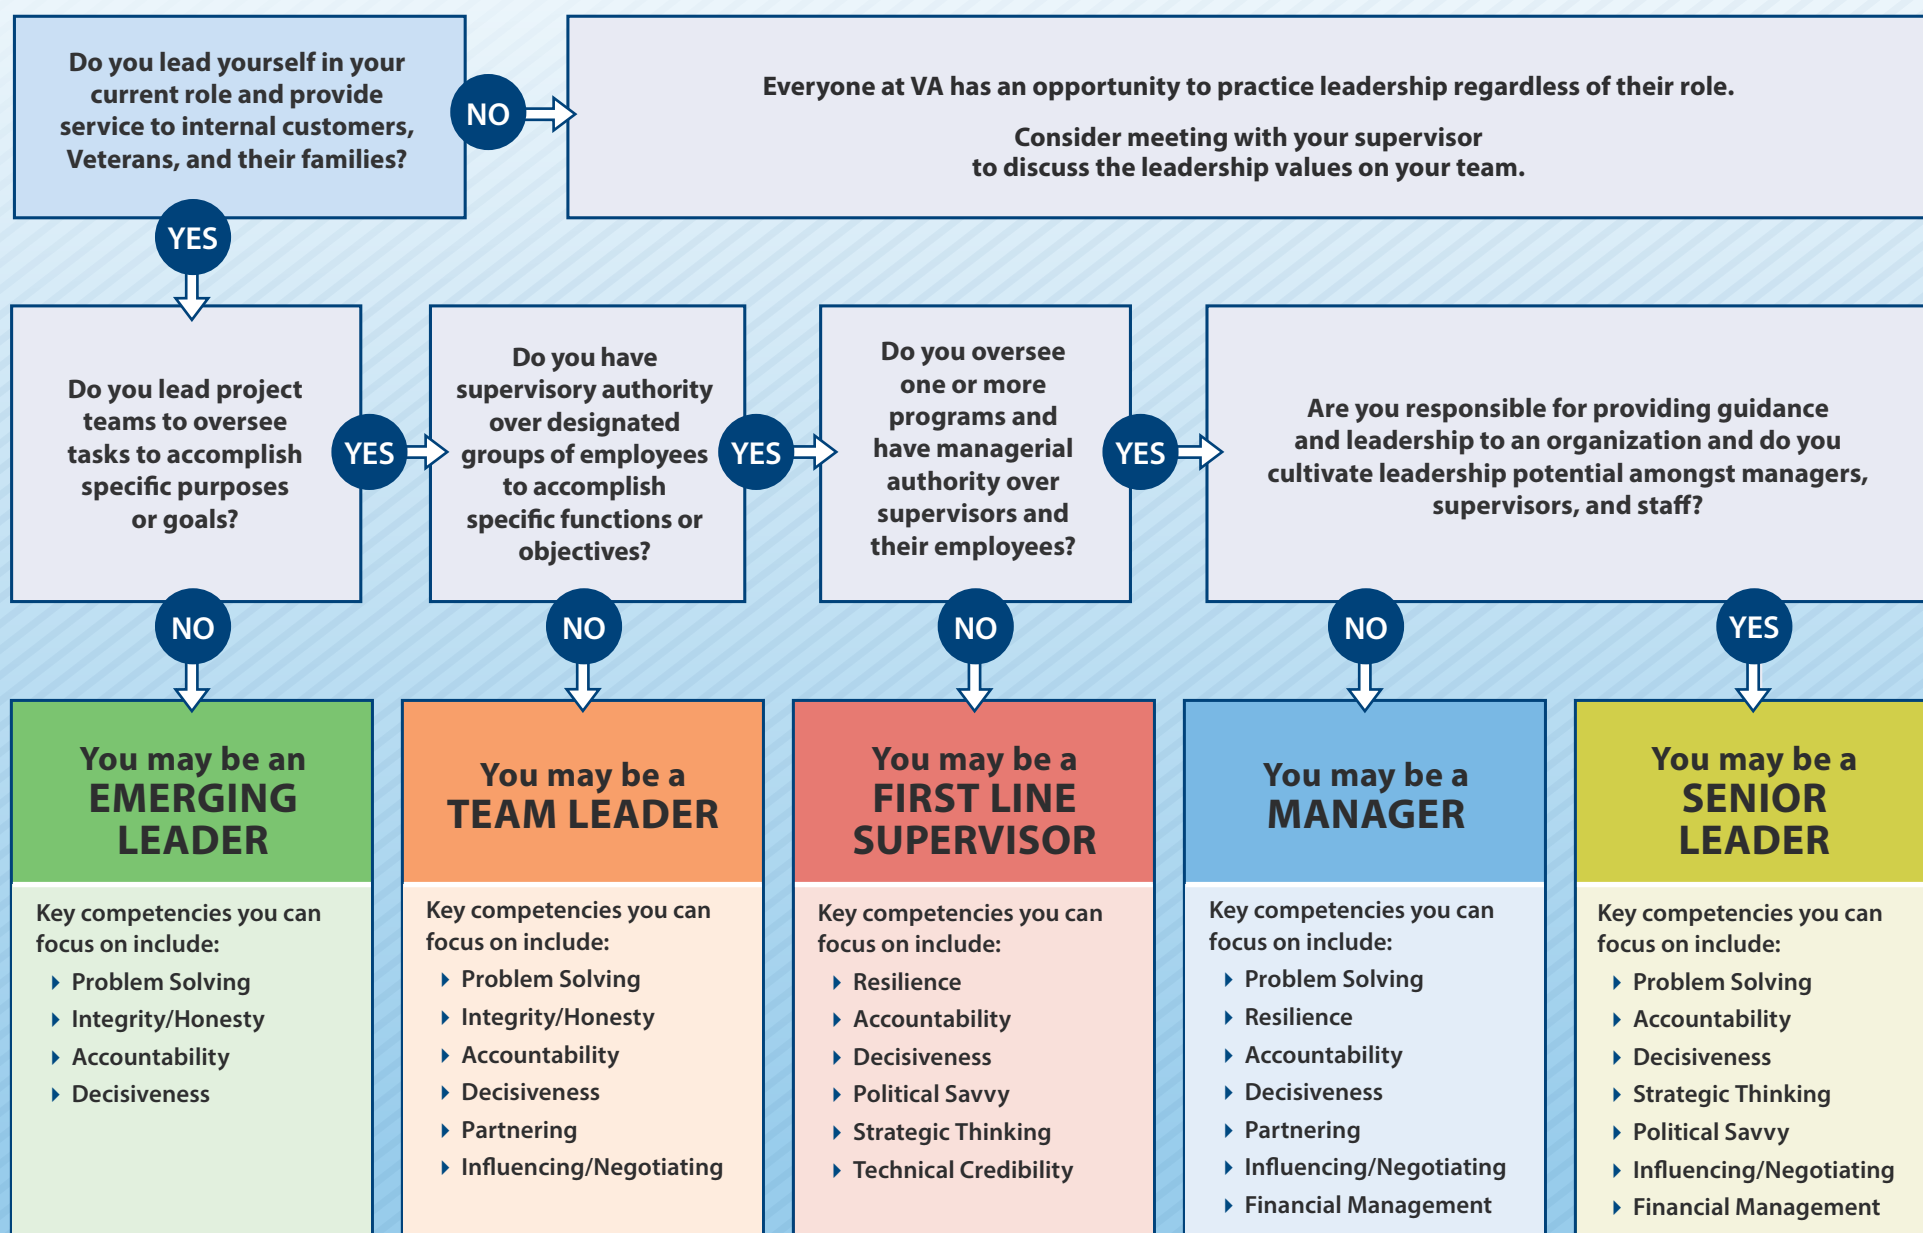 Do you lead yourself in your
current role and provide
service to internal customers,
Veterans, and their families?
NO
Everyone at VA has an opportunity to practice leadership regardless of their role.
Consider meeting with your supervisor
to discuss the leadership values on your team.
YES
Do you lead project
teams to oversee
tasks to accomplish
specific purposes
or goals?
YES
Do you have
supervisory authority
over designated
groups of employees
to accomplish
specific functions or
objectives?
YES
Do you oversee
one or more
programs and
have managerial
authority over
supervisors and
their employees?
YES
Are you responsible for providing guidance
and leadership to an organization and do you
cultivate leadership potential amongst managers,
supervisors, and staff?
NO
NO
NO
NO
YES
You may be an
EMERGING
LEADER
Key competencies you can
focus on include:
Problem Solving
Integrity/Honesty
Accountability
Decisiveness
You may be a
TEAM LEADER
Key competencies you can
focus on include:
Problem Solving
Integrity/Honesty
Accountability
Decisiveness
Partnering
Influencing/Negotiating
You may be a
FIRST LINE
SUPERVISOR
Key competencies you can
focus on include:
Resilience
Accountability
Decisiveness
Political Savvy
Strategic Thinking
Technical Credibility
You may be a
MANAGER
Key competencies you can
focus on include:
Problem Solving
Resilience
Accountability
Decisiveness
Partnering
Influencing/Negotiating
Financial Management
You may be a
SENIOR
LEADER
Key competencies you can
focus on include:
Problem Solving
Accountability
Decisiveness
Strategic Thinking
Political Savvy
Influencing/Negotiating
Financial Management